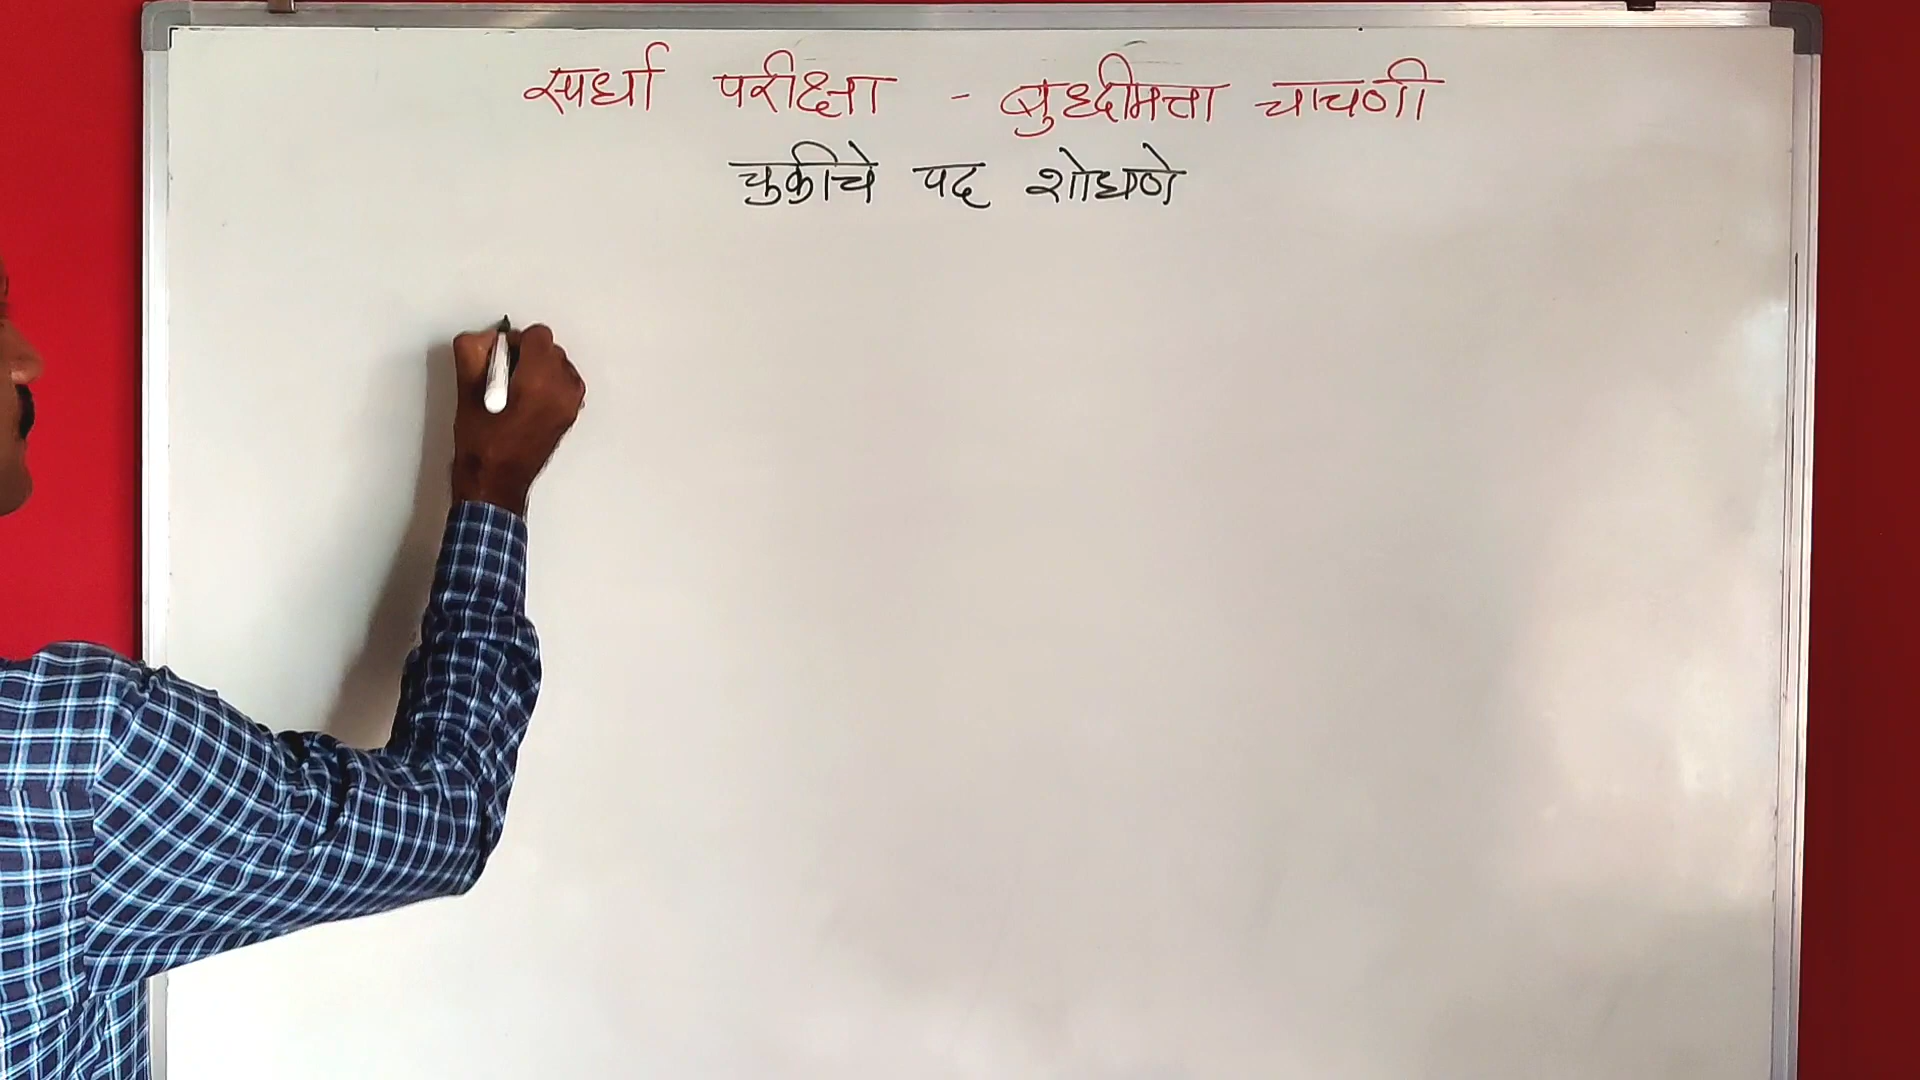 स्पर्धा परीक्षा - बुध्दीमत्ता चाचणी
चुकीचे पद शोधणे